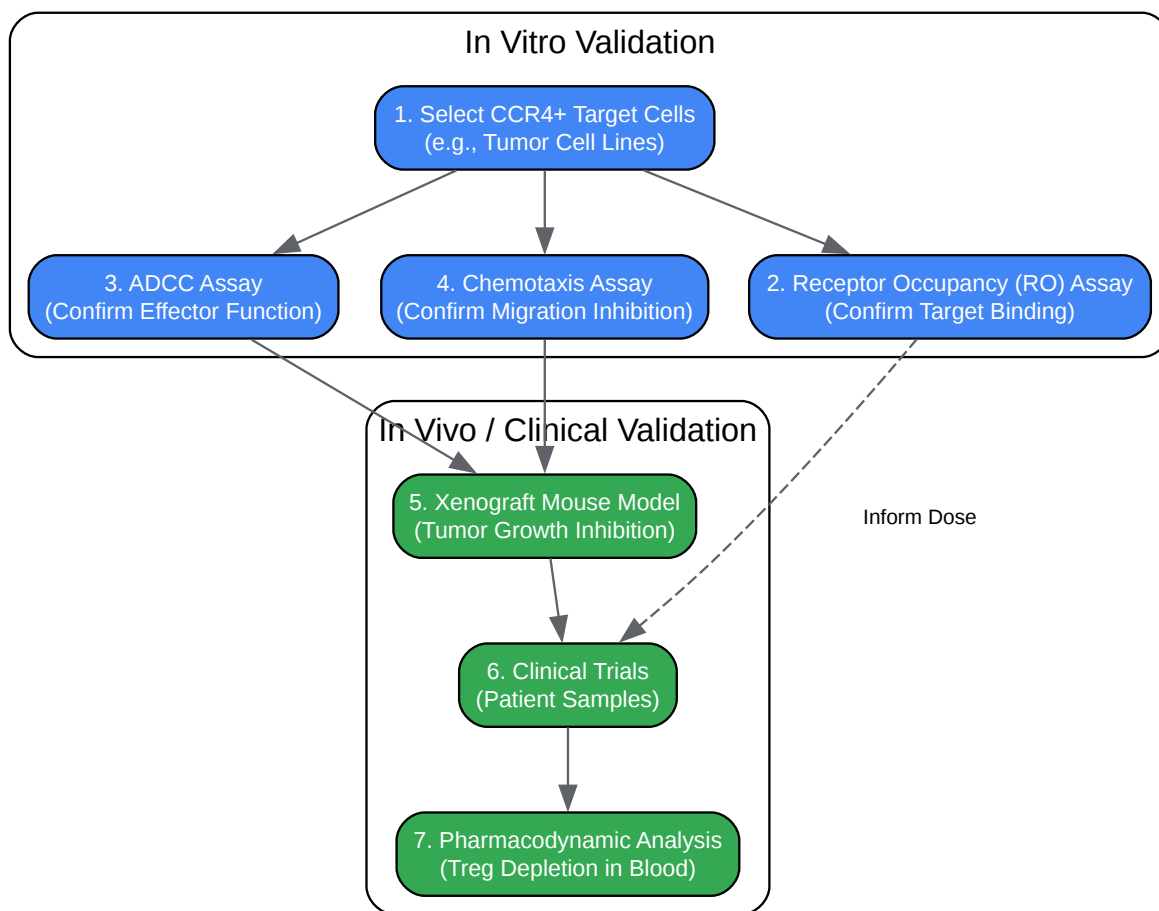 In Vitro Validation
1. Select CCR4+ Target Cells
(e.g., Tumor Cell Lines)
3. ADCC Assay
(Confirm Effector Function)
4. Chemotaxis Assay
(Confirm Migration Inhibition)
2. Receptor Occupancy (RO) Assay
(Confirm Target Binding)
In Vivo / Clinical Validation
5. Xenograft Mouse Model
(Tumor Growth Inhibition)
Inform Dose
6. Clinical Trials
(Patient Samples)
7. Pharmacodynamic Analysis
(Treg Depletion in Blood)